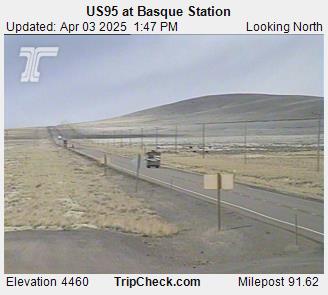 US95 at Basque Station
Updated: Apr 03 2025 1:47 PM Looking North
Elevation 4460 TripCheck.com Milepost 91.62